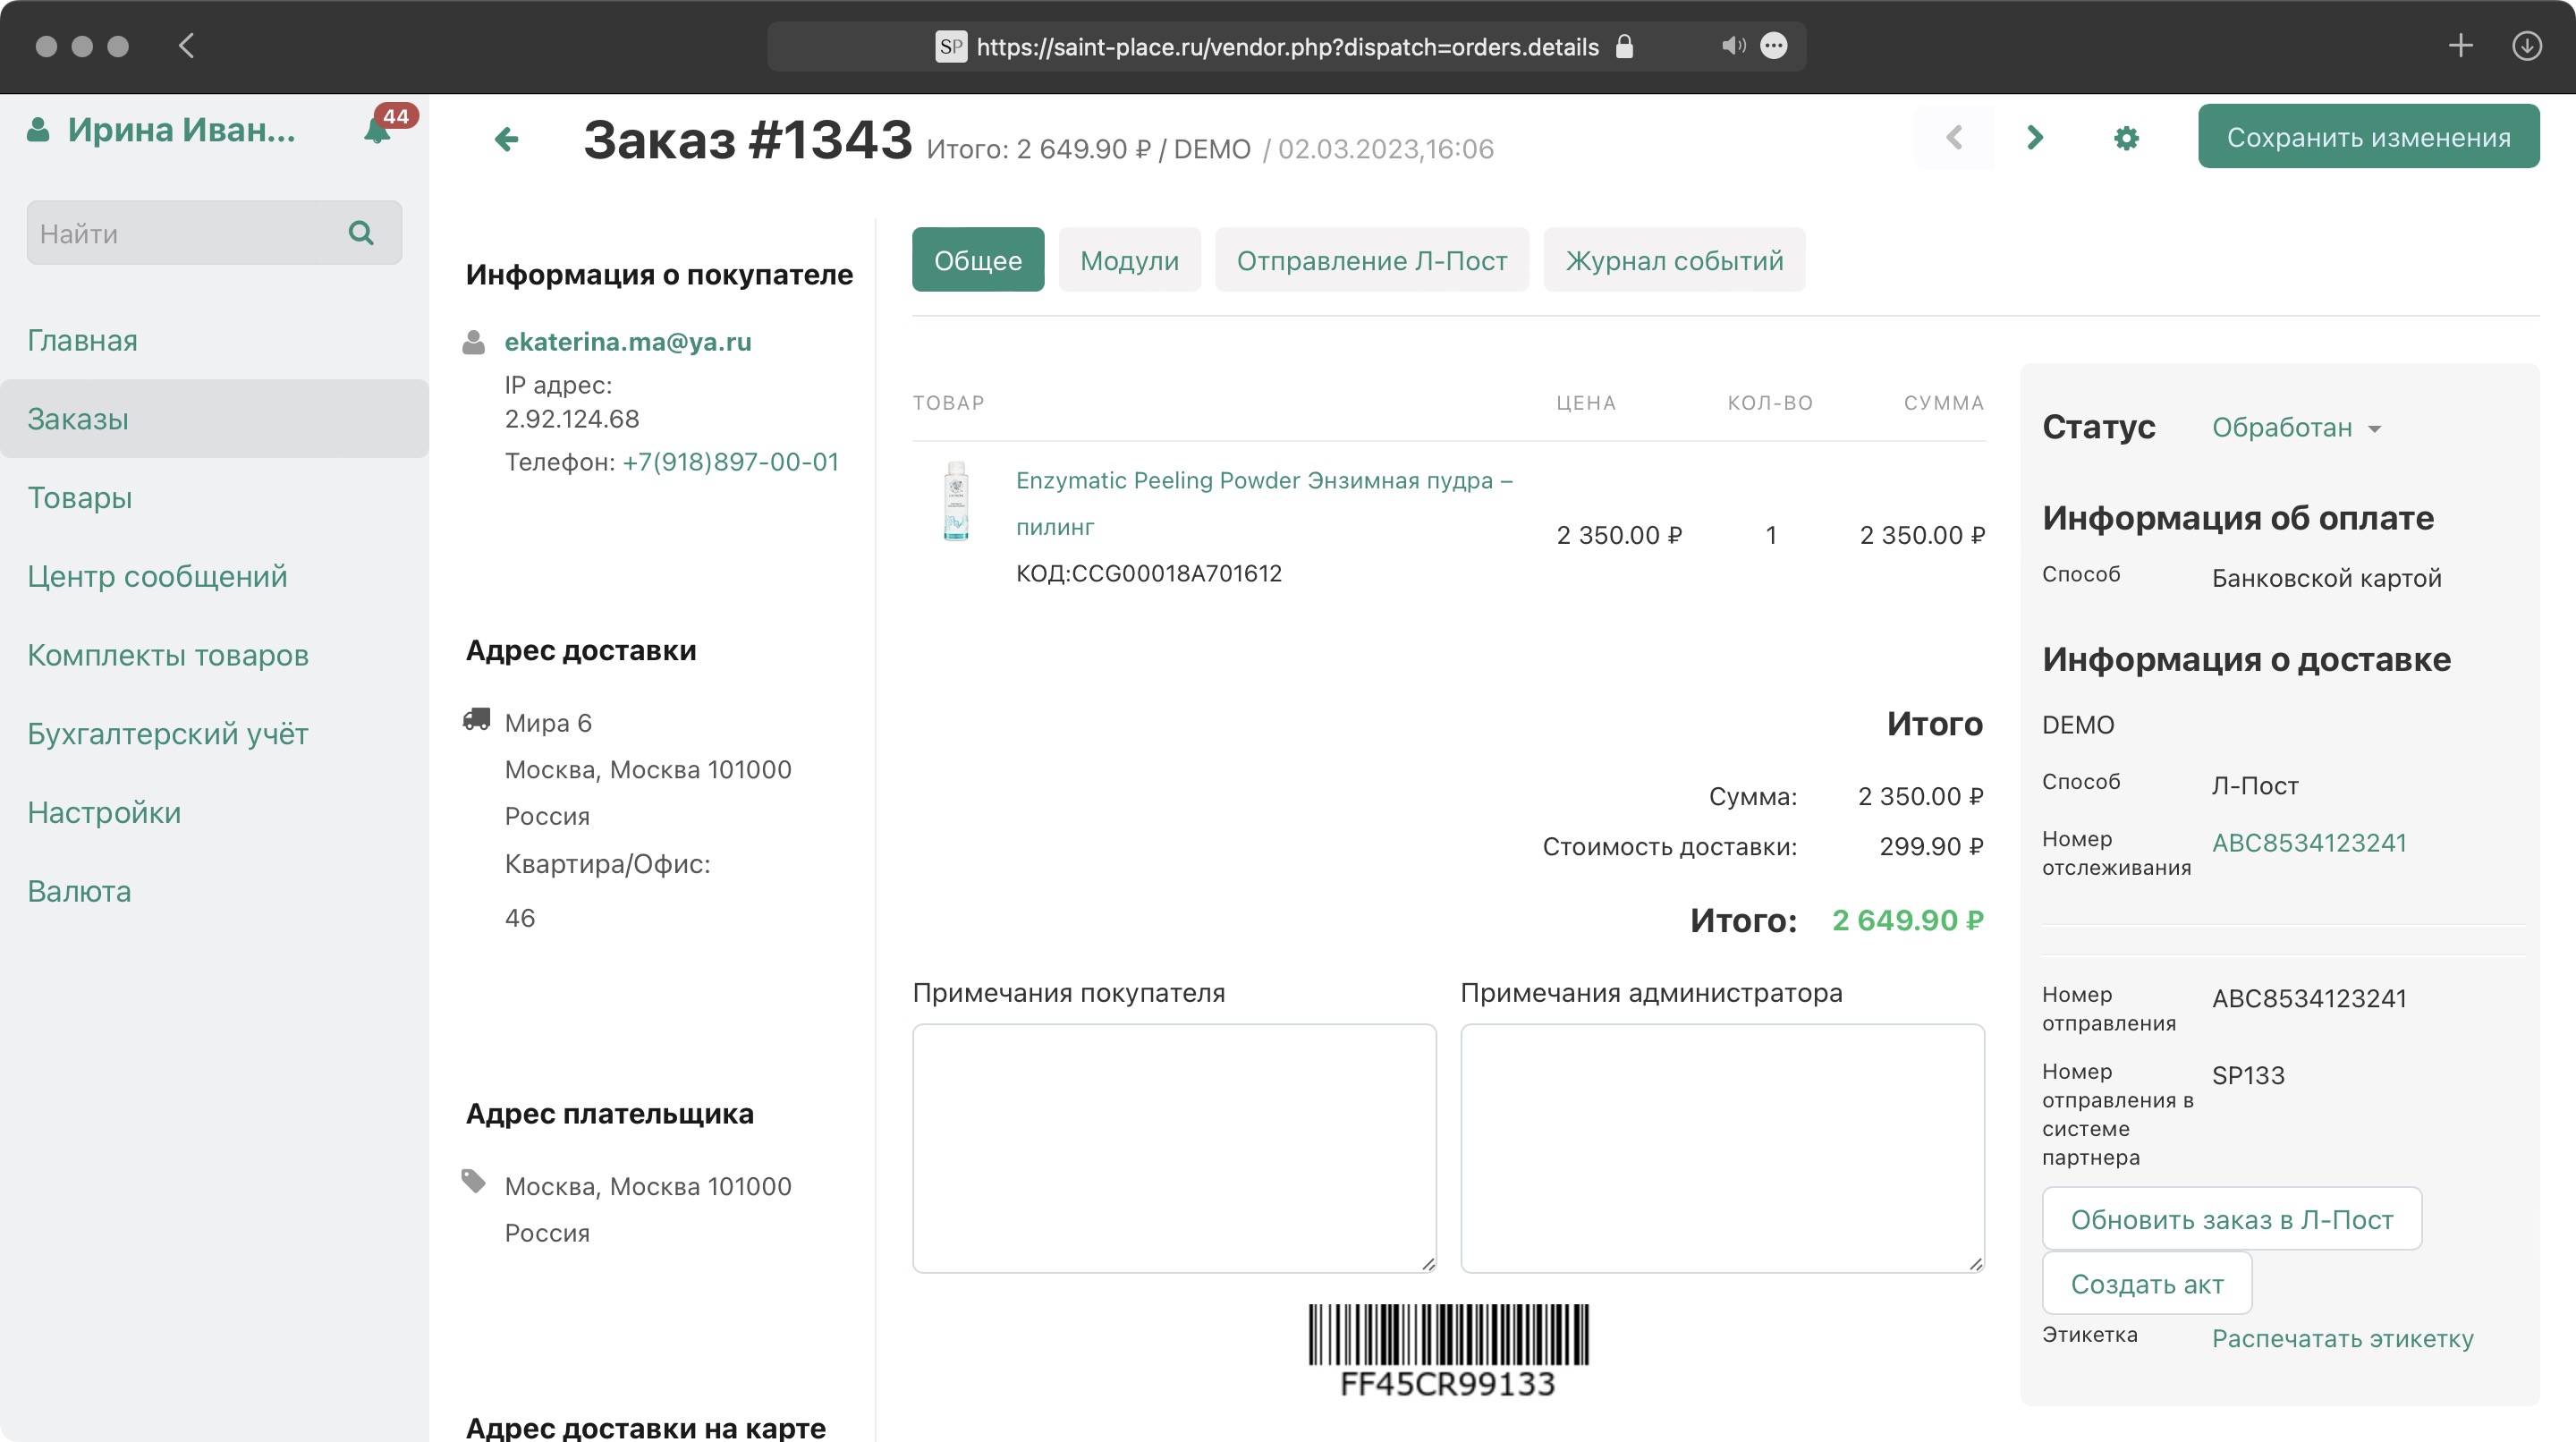 SP https://saint-place.ru/vendor.php?dispatch=orders.details
Ирина Иван...
44
Найти
Главная
Заказы
Товары
Центр сообщений
Комплекты товаров
Бухгалтерский учёт
Настройки
Валюта
Заказ #1343 Итого: 2 649.90 ₽ / DEMO / 02.03.2023,16:06
Сохранить изменения
Информация о покупателе
ekaterina.ma@ya.ru
IP адрес:
2.92.124.68
Телефон: +7(918)897-00-01
Адрес доставки
Мира 6
Москва, Москва 101000
Россия
Квартира/Офис:
46
Адрес плательщика
Москва, Москва 101000
Россия
Адрес доставки на карте
Общее Модули Отправление Л-Пост Журнал событий
ТОВАР ЦЕНА КОЛ-ВО СУММА
Enzymatic Peeling Powder Энзимная пудра –
пилинг
КОД:CCG00018A701612
2 350.00 ₽ 1 2 350.00 ₽
Итого
Сумма: 2 350.00 ₽
Стоимость доставки: 299.90 ₽
Итого: 2 649.90 ₽
Примечания покупателя
Примечания администратора
FF45CR99133
Статус Обработан
Информация об оплате
Способ Банковской картой
Информация о доставке
DEMO
Способ Л-Пост
Номер
отслеживания
ABC8534123241
Номер
отправления
ABC8534123241
Номер
отправления в
системе
партнера
SP133
Обновить заказ в Л-Пост
Создать акт
Этикетка Распечатать этикетку